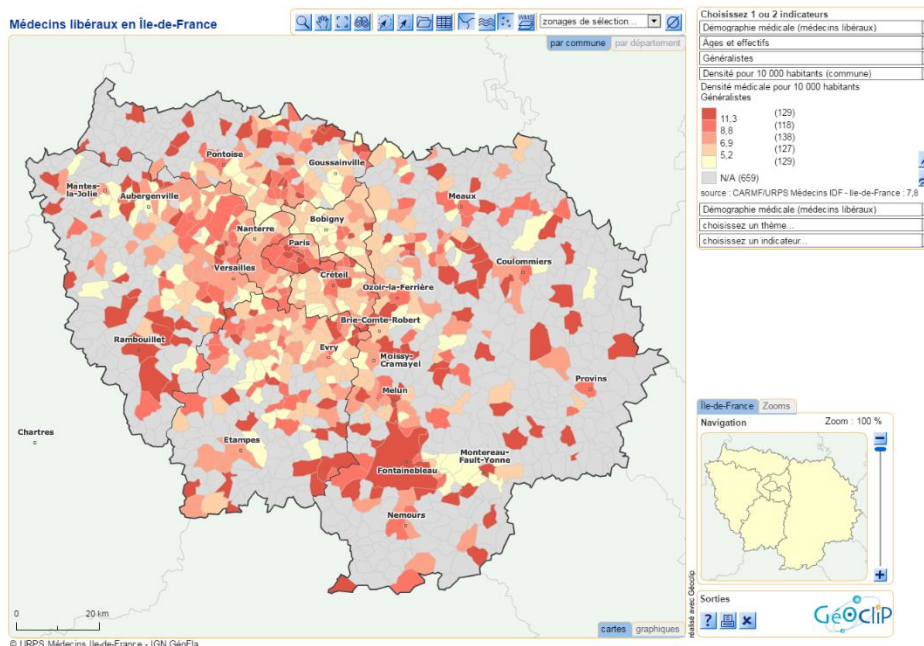 Médecins libéraux en Île-de-France
zonages de sélection...
par commune par département
Pontoise
Goussainville
Mantes-la-Jolie
Aubergenville
Meaux
Bobigny
Nanterre
Paris
Coulommiers
Versailles
Créteil
Ozoir-la-Ferrière
Brie-Comte-Robert
Rambouillet
Evry
Moissy-Cramayel
Provins
Melun
Chartres
Etampes
Montereau-Fault-Yonne
Fontainebleau
Nemours
0 20 km
cartes graphiques
© URPS Médecins Ile-de-France - IGN GéoFla
réalisé avec Géoclip
Choisissez 1 ou 2 indicateurs
Démographie médicale (médecins libéraux)
Âges et effectifs
Généralistes
Densité pour 10 000 habitants (commune)
Densité médicale pour 10 000 habitants
Généralistes
(129)
11,3
(118)
8,8
(138)
6,9
(127)
5,2
(129)
N/A (659)
source : CARMF/URPS Médecins IDF - Ile-de-France : 7,8
Démographie médicale (médecins libéraux)
choisissez un thème...
choisissez un indicateur...
Île-de-France Zooms
Navigation Zoom : 100 %
Sorties
GéOclip